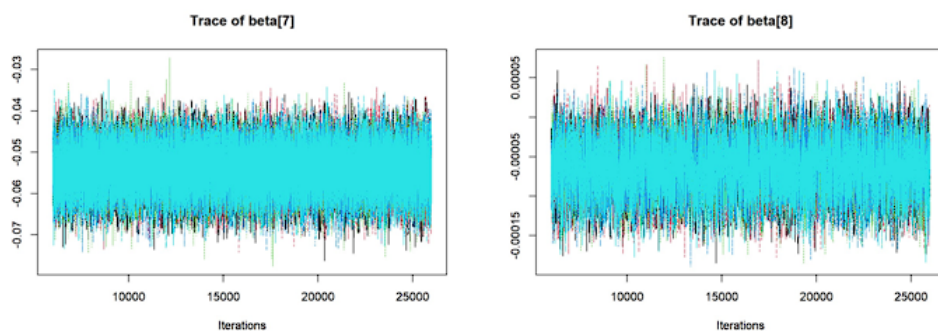 Trace of beta[7]
-0.03
-0.04
-0.05
-0.06
-0.07
10000 15000 20000 25000
Iterations
Trace of beta[8]
0.00005
-0.00005
-0.00015
10000 15000 20000 25000
Iterations